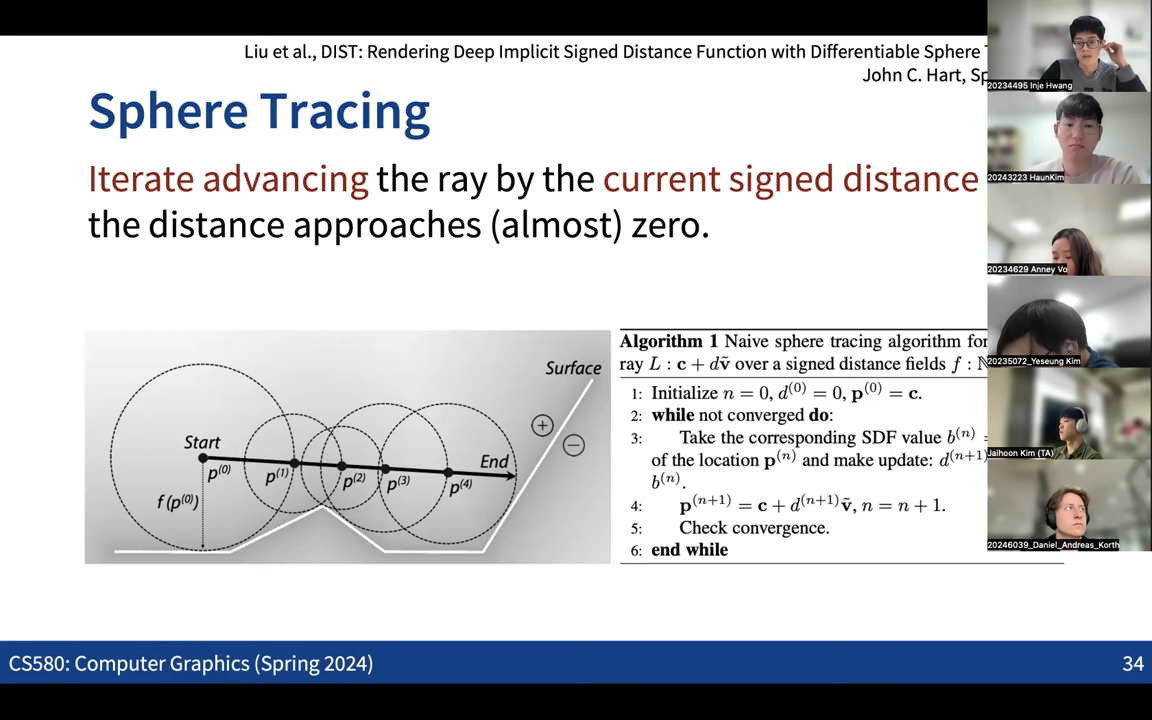 Liu et al., DIST: Rendering Deep Implicit Signed Distance Function with Differentiable Sphere
John C. Hart,
Sphere Tracing
Iterate advancing the ray by the current signed distance
the distance approaches (almost) zero.
Surface
Start
End
p(0)
p(1)
p(2)
p(3)
p(4)
f(p(0))
+
−
Algorithm 1 Naive sphere tracing algorithm for
ray L : c + dṽ over a signed distance fields f :
1: Initialize n = 0, d(0) = 0, p(0) = c.
2: while not converged do:
3: Take the corresponding SDF value b(n)
of the location p(n) and make update: d(n+1)
b(n).
4: p(n+1) = c + d(n+1)ṽ, n = n + 1.
5: Check convergence.
6: end while
CS580: Computer Graphics (Spring 2024)
34
20234495 Inje Hwang
20243223 HaunKim
20234629 Anney Vo
20235072_Yeseung Kim
Jaihoon Kim (TA)
20246039_Daniel_Andreas_Korth